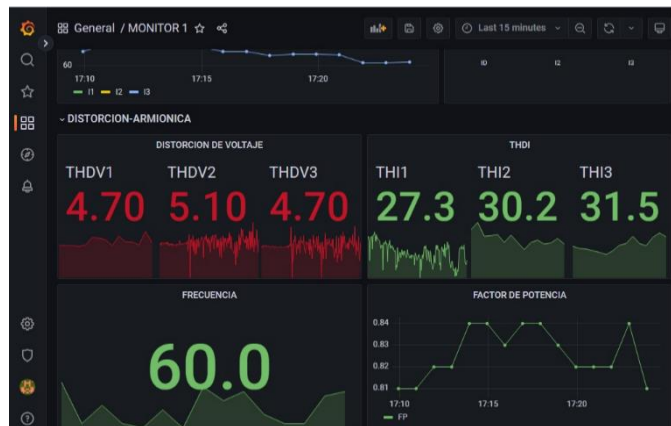 General / MONITOR 1
Last 15 minutes
60
17:10
17:15
17:20
I1
I2
I3
I2
I3
DISTORCION-ARMIONICA
DISTORCION DE VOLTAJE
THDV1
THDV2
THDV3
4.70
5.10
4.70
THDI
THI1
THI2
THI3
27.3
30.2
31.5
FRECUENCIA
60.0
FACTOR DE POTENCIA
0.84
0.83
0.82
0.81
17:10
17:15
17:20
FP